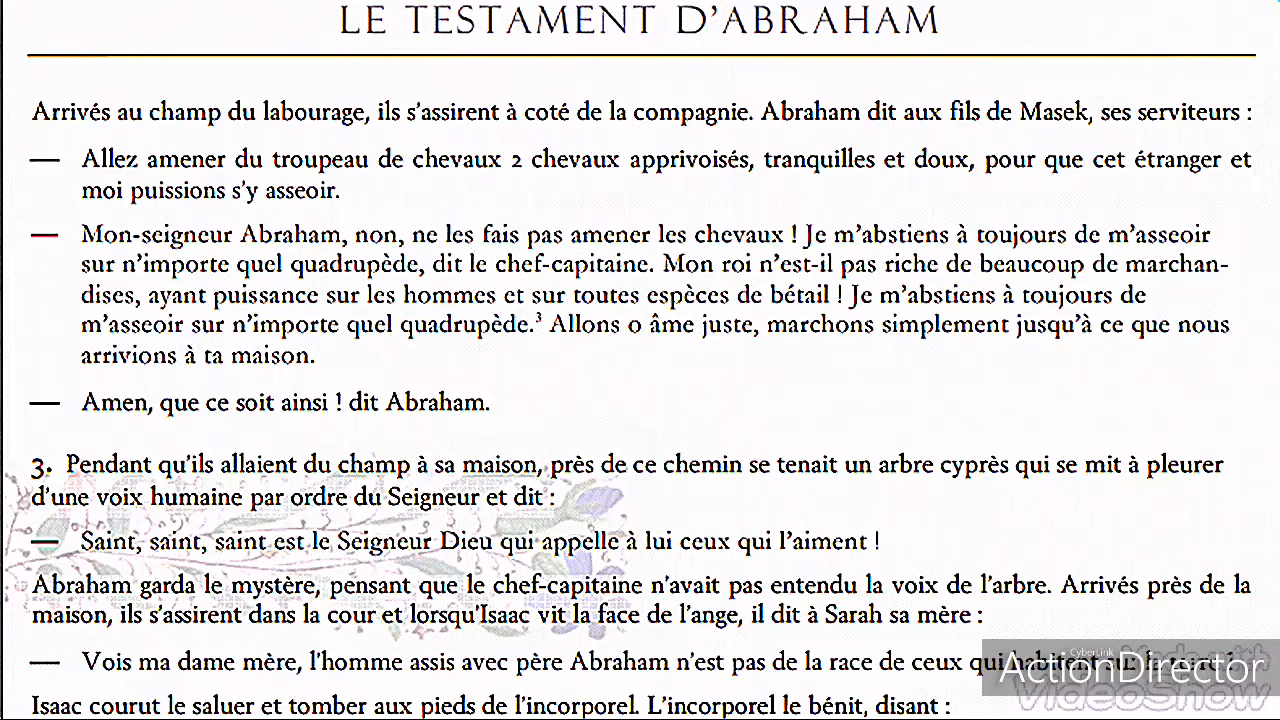 LE TESTAMENT D'ABRAHAM
Arrivés au champ du labourage, ils s'assirent à coté de la compagnie. Abraham dit aux fils de Masek, ses serviteurs :
— Allez amener du troupeau de chevaux 2 chevaux apprivoisés, tranquilles et doux, pour que cet étranger et
moi puissions s'y asseoir.
— Mon-seigneur Abraham, non, ne les fais pas amener les chevaux ! Je m'abstiens à toujours de m'asseoir
sur n'importe quel quadrupède, dit le chef-capitaine. Mon roi n'est-il pas riche de beaucoup de marchan-
dises, ayant puissance sur les hommes et sur toutes espèces de bétail ! Je m'abstiens à toujours de
m'asseoir sur n'importe quel quadrupède.³ Allons o âme juste, marchons simplement jusqu'à ce que nous
arrivions à ta maison.
— Amen, que ce soit ainsi ! dit Abraham.
3. Pendant qu'ils allaient du champ à sa maison, près de ce chemin se tenait un arbre cyprès qui se mit à pleurer
d'une voix humaine par ordre du Seigneur et dit :
— Saint, saint, saint est le Seigneur Dieu qui appelle à lui ceux qui l'aiment !
Abraham garda le mystère, pensant que le chef-capitaine n'avait pas entendu la voix de l'arbre. Arrivés près de la
maison, ils s'assirent dans la cour et lorsqu'Isaac vit la face de l'ange, il dit à Sarah sa mère :
— Vois ma dame mère, l'homme assis avec père Abraham n'est pas de la race de ceux qui
CyberLink
ActionDirector
VideoShow
Isaac courut le saluer et tomber aux pieds de l'incorporel. L'incorporel le bénit, disant :